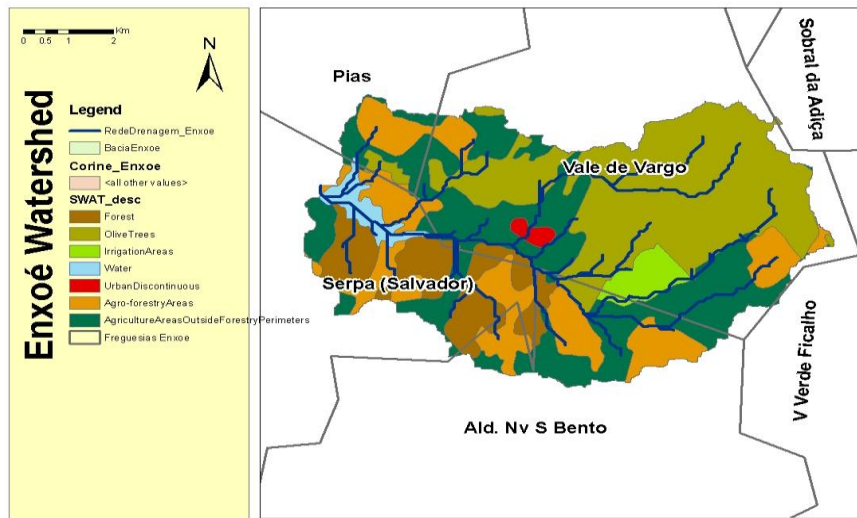 Km
0 0.5 1 2
N
Enxoé Watershed
Legend
RedeDrenagem_Enxoe
BaciaEnxoe
Corine_Enxoe
<all other values>
SWAT_desc
Forest
OliveTrees
IrrigationAreas
Water
UrbanDiscontinuous
Agro-forestryAreas
AgricultureAreasOutsideForestryPerimeters
Freguesias Enxoe
Pias
Sobral da Adiça
Vale de Vargo
Serpa (Salvador)
V Verde Ficalho
Ald. Nv S Bento